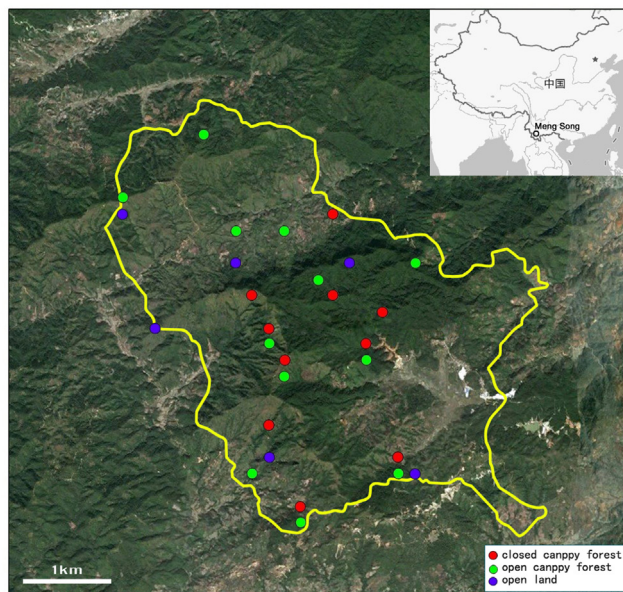 中国
Meng Song
closed canppy forest
open canppy forest
open land
1km